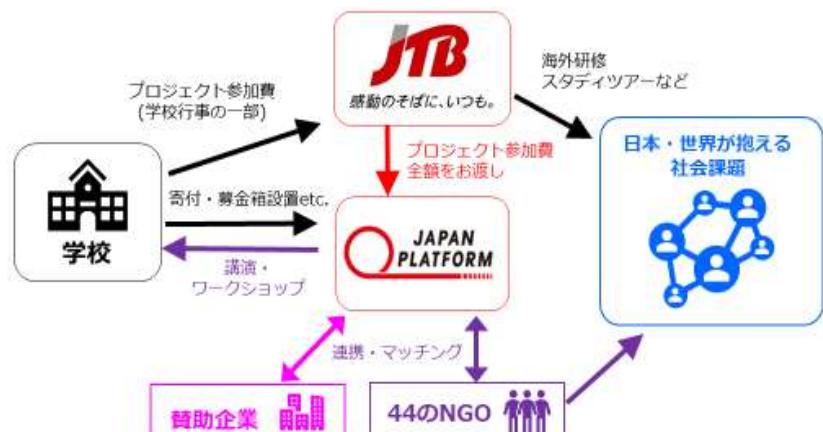 JTB
感動のそばに、いつも。
海外研修
スタディツアーなど
プロジェクト参加費
(学校行事の一部)
プロジェクト参加費
全額をお渡し
日本・世界が抱える
社会課題
寄付・募金箱設置etc.
学校
JAPAN
PLATFORM
講演・
ワークショップ
連携・マッチング
賛助企業
44のNGO